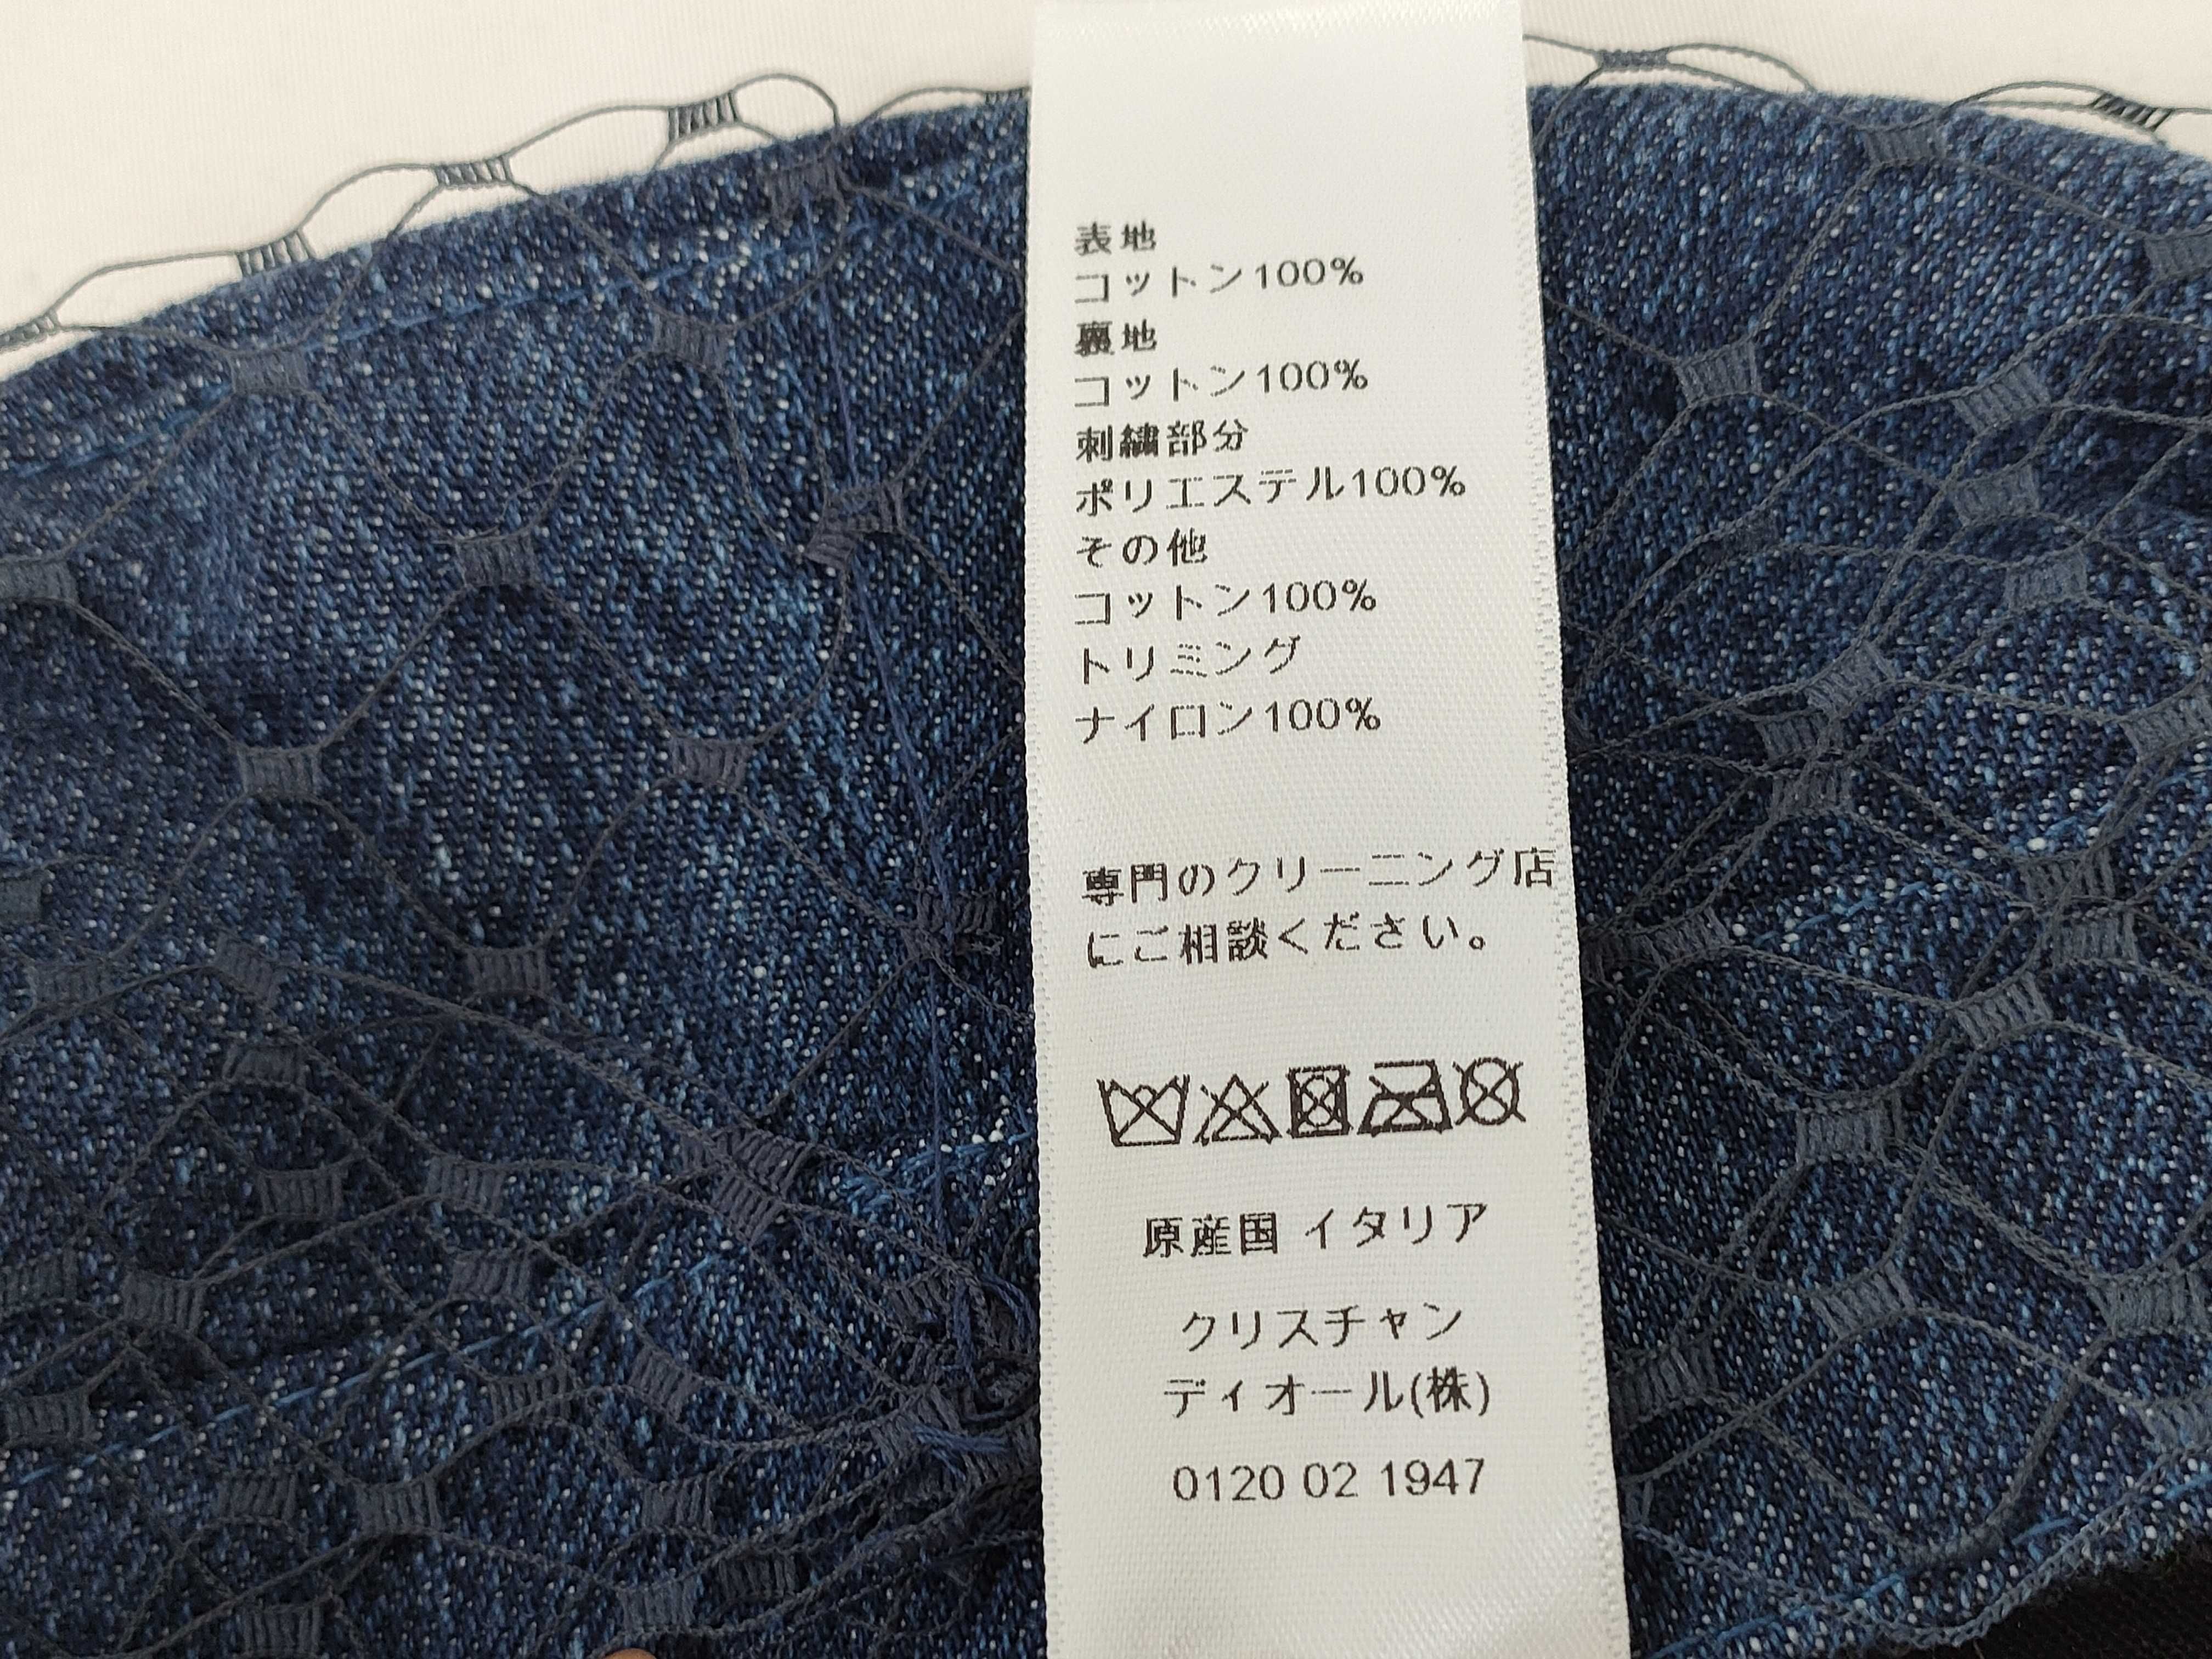 表地
コットン100%
裏地
コットン100%
刺繍部分
ポリエステル100%
その他
コットン100%
トリミング
ナイロン100%
専門のクリーニング店
にご相談ください。
原産国 イタリア
クリスチャン
ディオール(株)
0120 02 1947